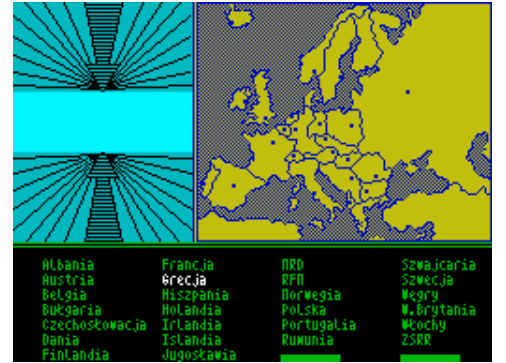 Albania Francja NRD Szwajcaria
Austria Grecja RFN Szwecja
Belgia Hiszpania Norwegia Węgry
Bułgaria Holandia Polska W.Brytania
Czechosłowacja Irlandia Portugalia Włochy
Dania Islandia Rumunia ZSRR
Finlandia Jugosławia